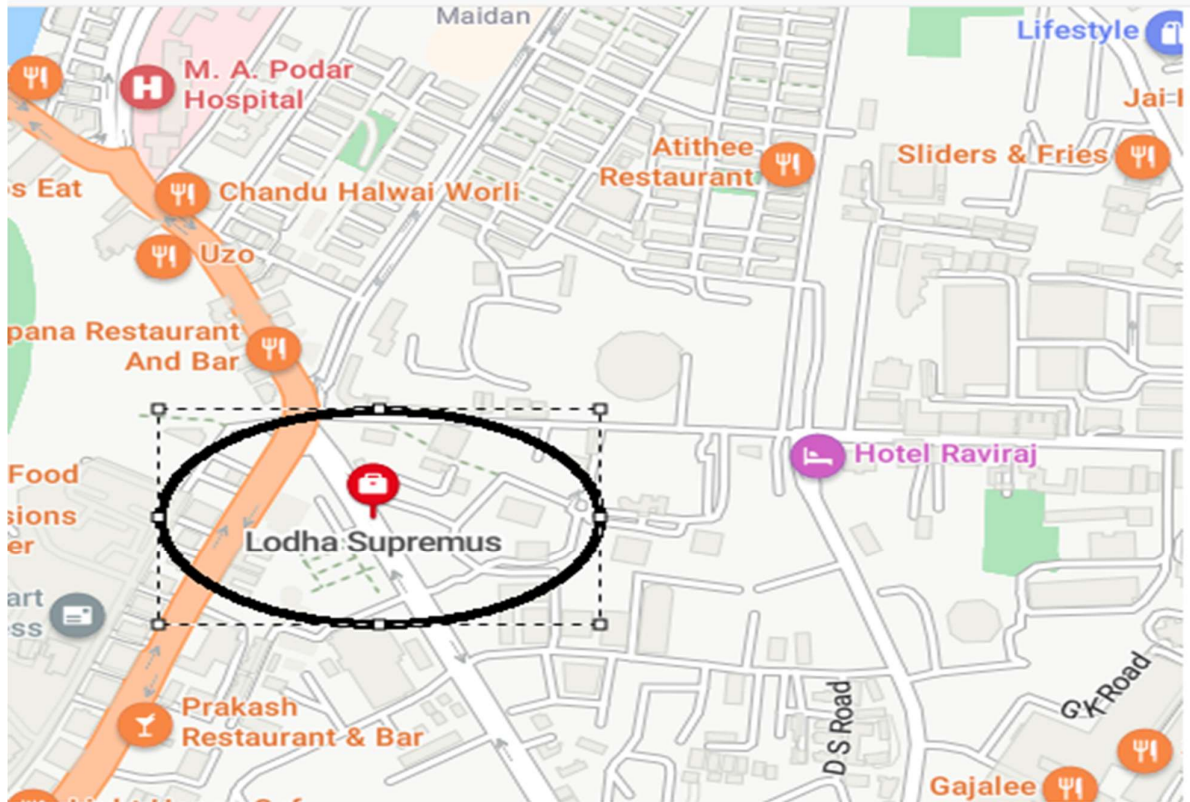 Maidan
Lifestyle
M. A. Podar
Hospital
Jai
Atithee
Restaurant
Sliders & Fries
s Eat
Chandu Halwai Worli
Uzo
pana Restaurant
And Bar
Hotel Raviraj
Food
sions
er
Lodha Supremus
art
ss
Prakash
Restaurant & Bar
D S Road
G K Road
Gajalee